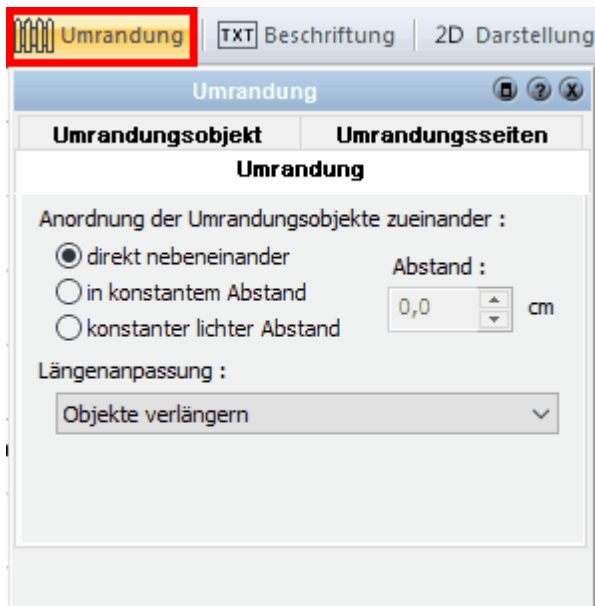 Umrandung TXT Beschriftung 2D Darstellung
Umrandung
Umrandungsobjekt Umrandungsseiten
Umrandung
Anordnung der Umrandungsobjekte zueinander :
direkt nebeneinander
Abstand :
in konstantem Abstand
0,0 cm
konstanter lichter Abstand
Längenanpassung :
Objekte verlängern